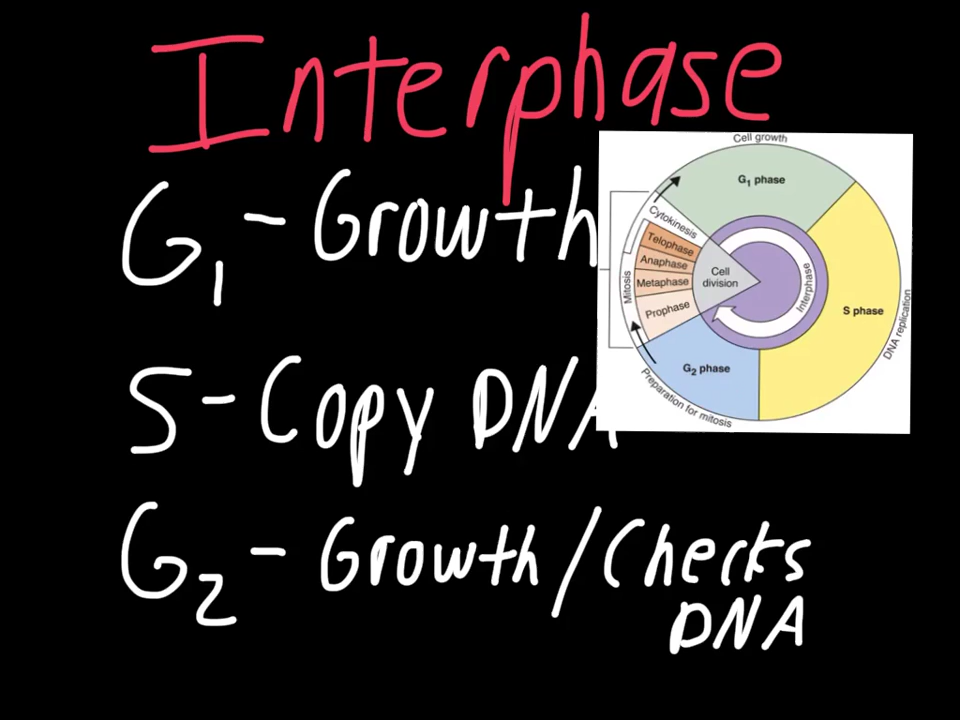 Interphase
G1 - Growth
S - Copy DNA
G2 - Growth/Checks
DNA
Cell growth
G1 phase
Cytokinesis
Telophase
Anaphase
Metaphase
Prophase
Mitosis
Cell
division
Interphase
S phase
DNA replication
G2 phase
Preparation for mitosis